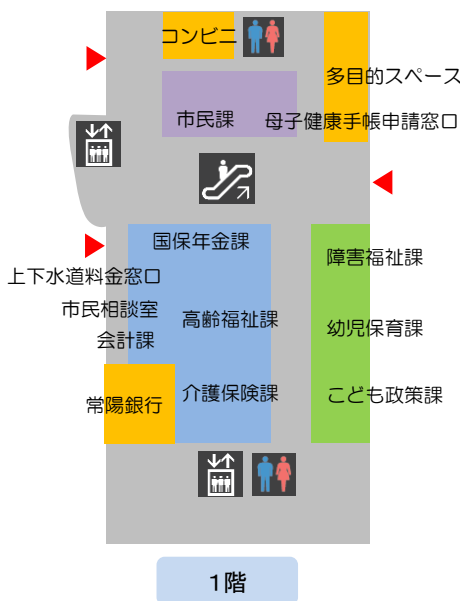 コンビニ
多目的スペース
市民課
母子健康手帳申請窓口
国保年金課
障害福祉課
上下水道料金窓口
市民相談室
高齢福祉課
幼児保育課
会計課
常陽銀行
介護保険課
こども政策課
1階